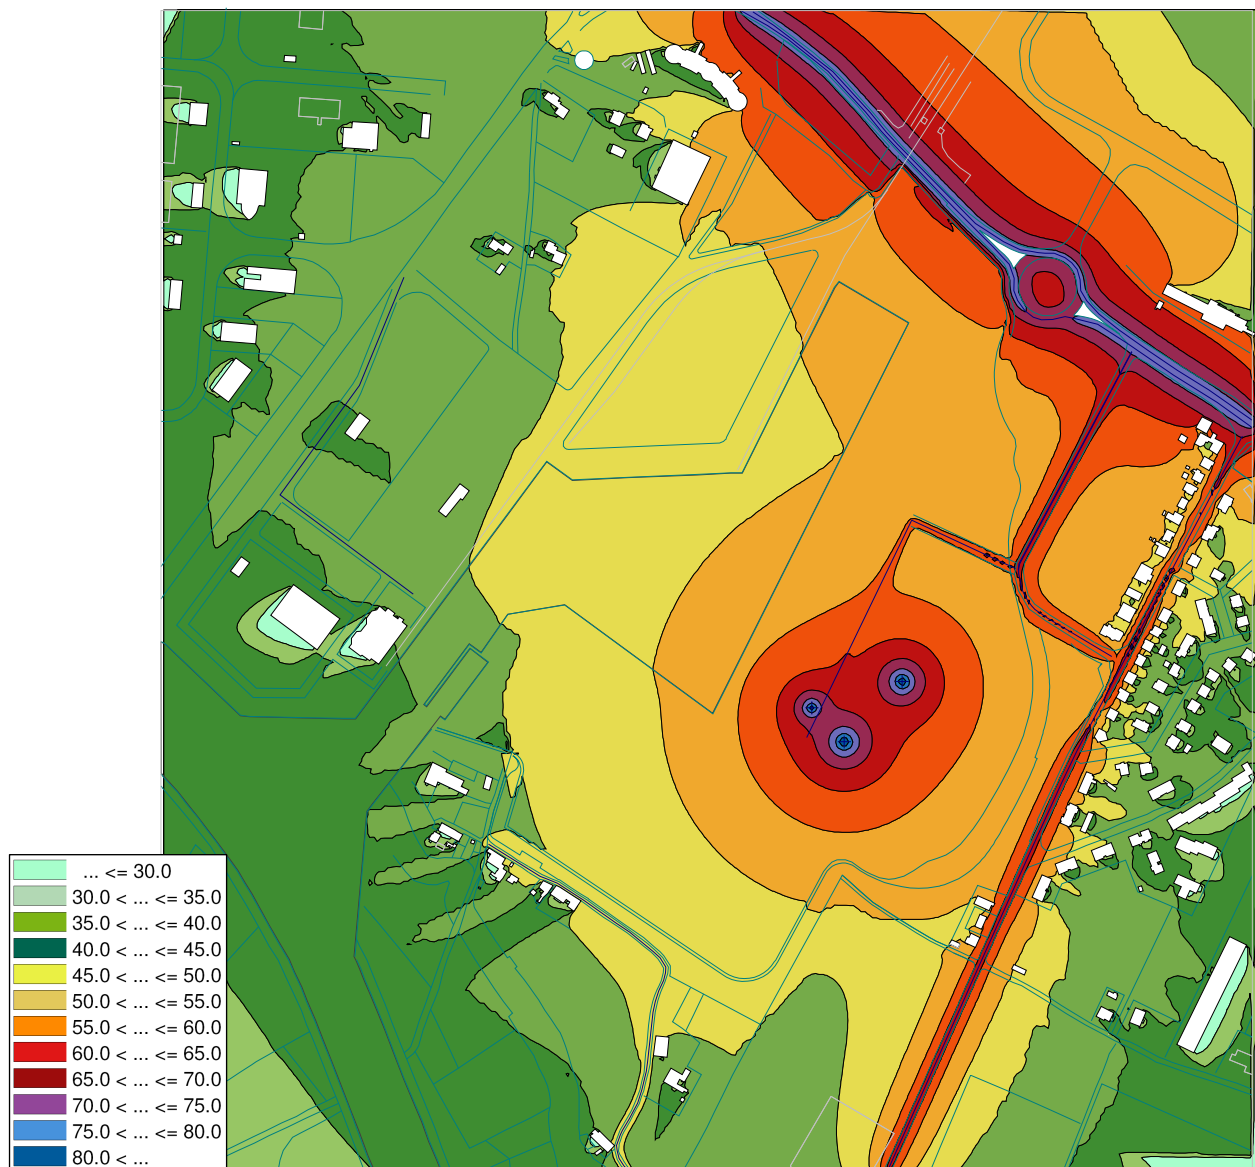 ... <= 30.0
30.0 < ... <= 35.0
35.0 < ... <= 40.0
40.0 < ... <= 45.0
45.0 < ... <= 50.0
50.0 < ... <= 55.0
55.0 < ... <= 60.0
60.0 < ... <= 65.0
65.0 < ... <= 70.0
70.0 < ... <= 75.0
75.0 < ... <= 80.0
80.0 < ...